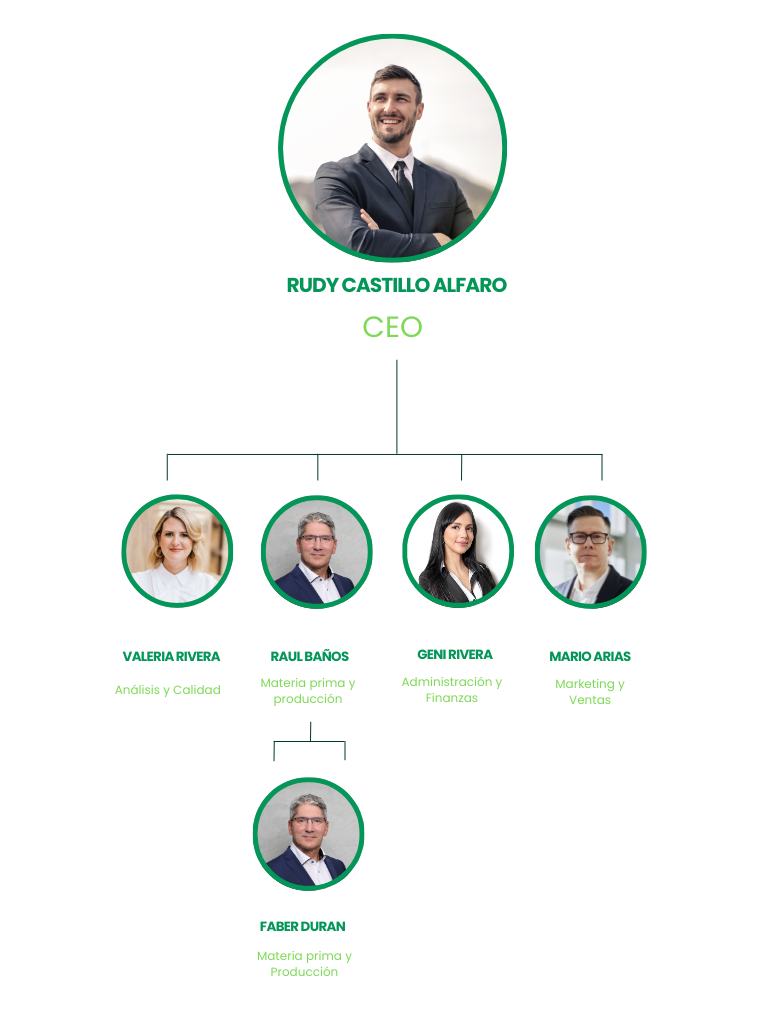 RUDY CASTILLO ALFARO
CEO
VALERIA RIVERA
RAUL BAÑOS
GENI RIVERA
MARIO ARIAS
Análisis y Calidad
Materia prima y
producción
Administración y
Finanzas
Marketing y
Ventas
FABER DURAN
Materia prima y
Producción